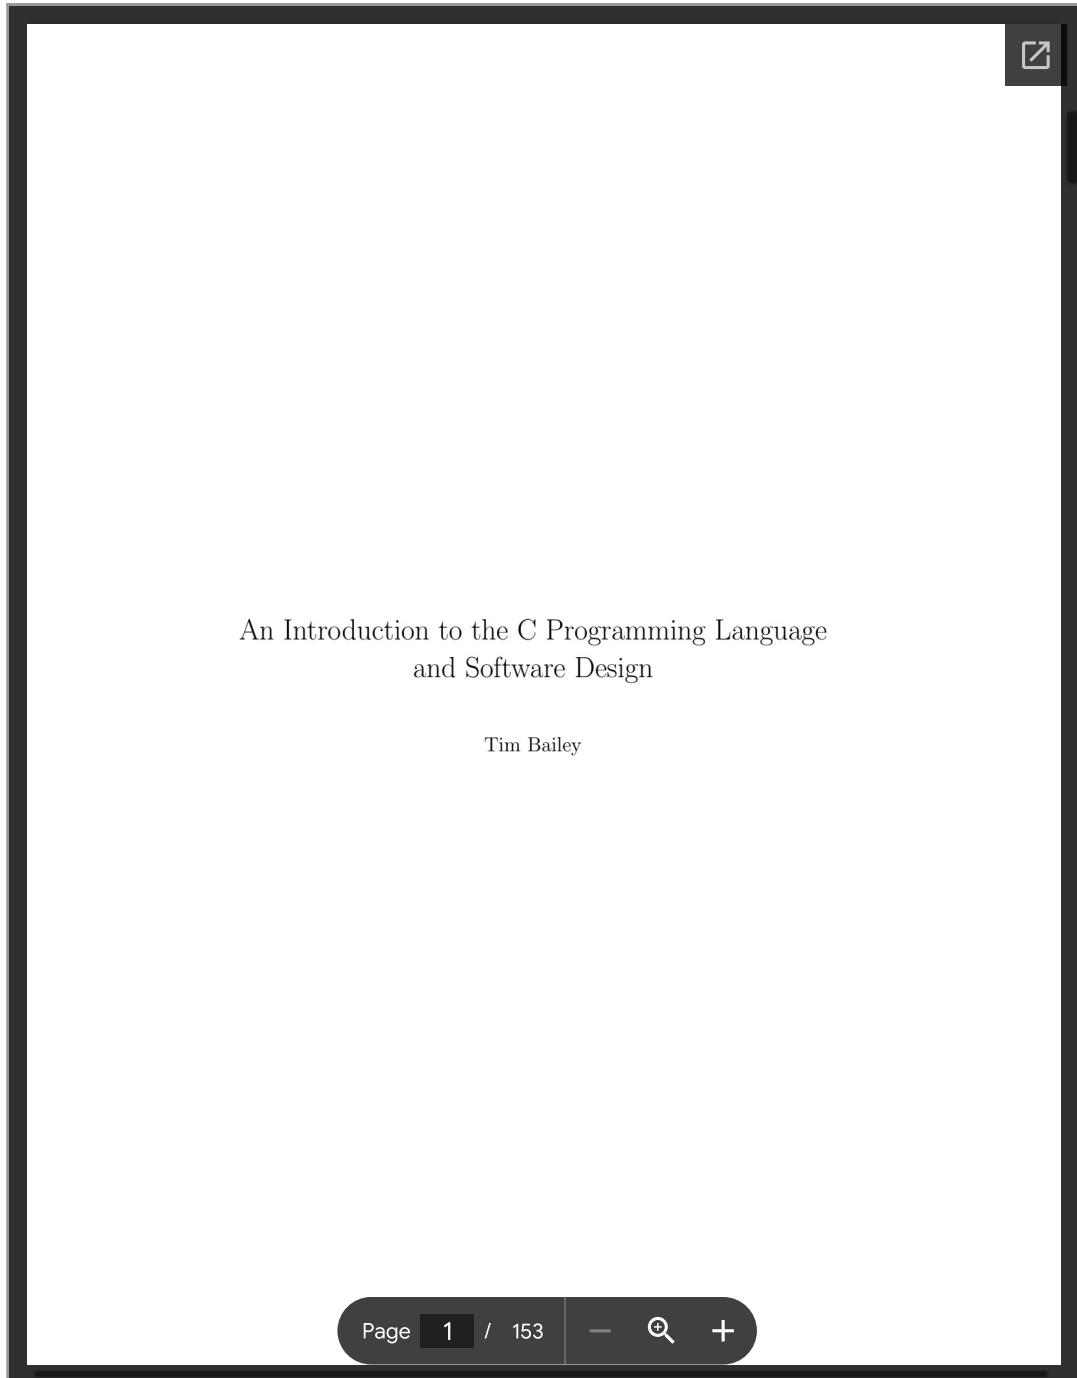 An Introduction to the C Programming Language
and Software Design
Tim Bailey
Page 1 / 153